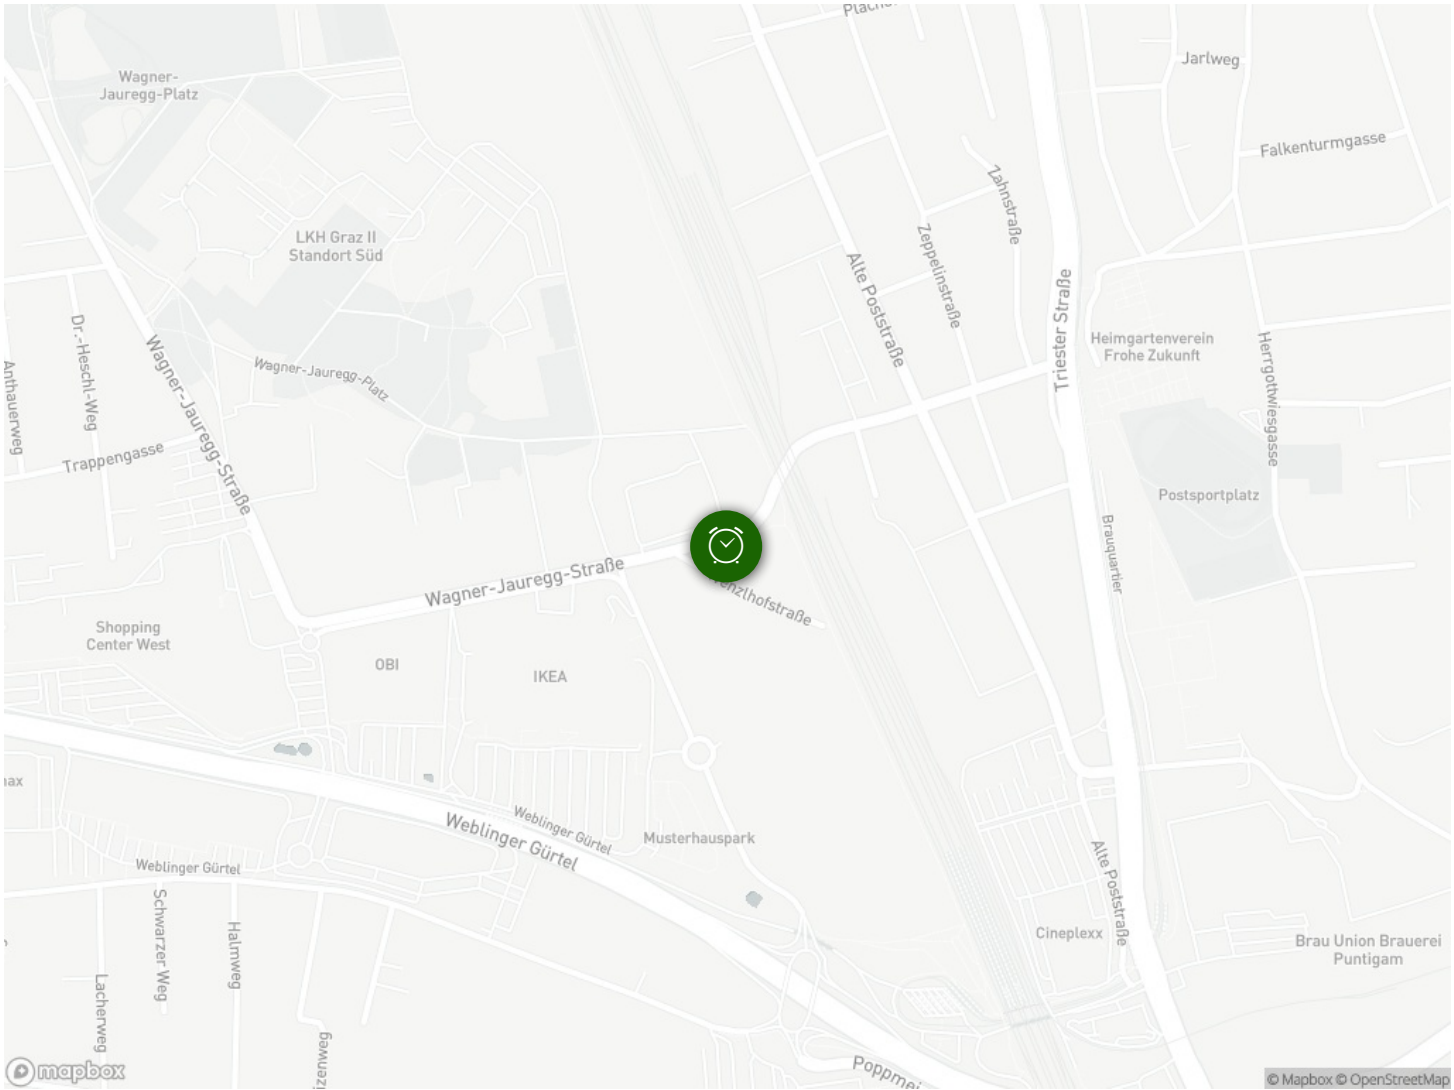 Wagner-
Jauregg-Platz
Jarlweg
Falkenturmgasse
Zahnstraße
LKH Graz II
Standort Süd
Zeppelinstraße
Alte Poststraße
Triester Straße
Heimgartenverein
Frohe Zukunft
Herrgottwiesgasse
Dr.-Heschl-Weg
Anthauerweg
Wagner-Jauregg-Straße
Wagner-Jauregg-Platz
Trappengasse
Postsportplatz
Brauquartier
Wagner-Jauregg-Straße
Shopping
Center West
OBI
IKEA
Weblinger Gürtel
Weblinger Gürtel
Musterhauspark
Weblinger Gürtel
Schwarzer Weg
Halmweg
Lacherweg
Alte Poststraße
Cineplexx
Brau Union Brauerei
Puntigam
mapbox
© Mapbox © OpenStreetMap